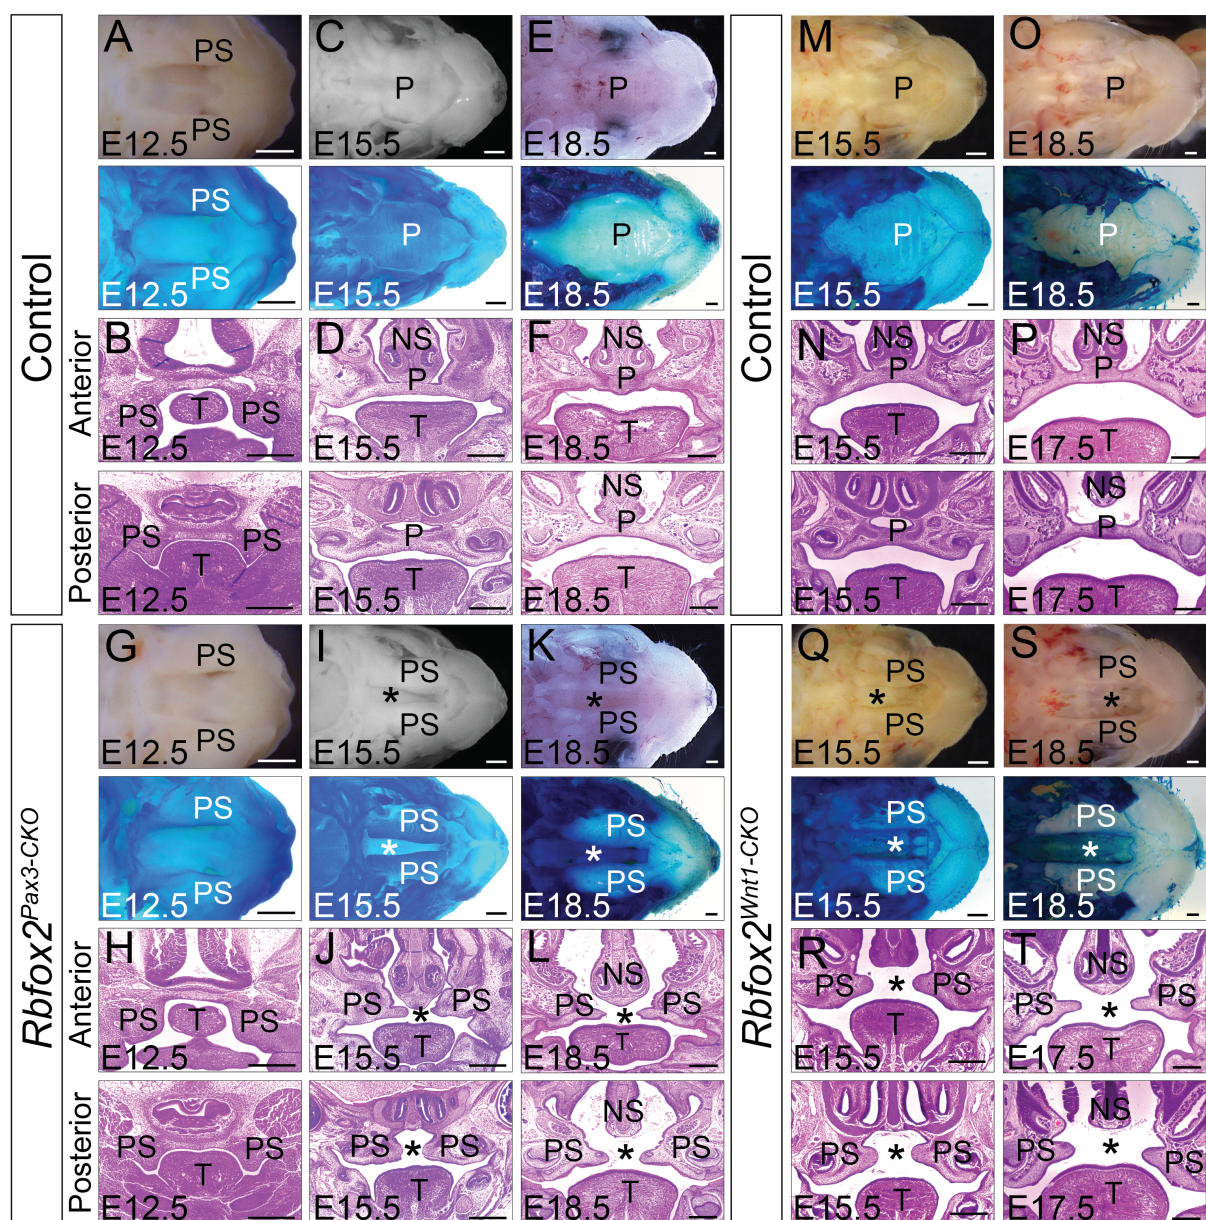 Control
Anterior
Posterior
A
PS
PS
E12.5
C
P
E15.5
E
P
E18.5
PS
PS
E12.5
P
E15.5
P
E18.5
B
PS
T
PS
E12.5
D
NS
P
T
E15.5
F
NS
P
T
E18.5
PS
PS
T
E12.5
P
T
E15.5
NS
P
T
E18.5
Control
M
P
E15.5
O
P
E18.5
P
E15.5
P
E18.5
N
NS
P
T
E15.5
P
NS
P
T
E17.5
P
T
E15.5
NS
P
T
E17.5
Rbfox2Pax3-CKO
Anterior
Posterior
G
PS
PS
E12.5
I
PS
*
PS
E15.5
K
PS
*
PS
E18.5
PS
PS
E12.5
PS
*
PS
E15.5
PS
*
PS
E18.5
H
PS
T
PS
E12.5
J
PS
PS
*
T
E15.5
L
NS
PS
PS
*
T
E18.5
PS
PS
T
E12.5
PS
*
PS
T
E15.5
NS
PS
*
PS
T
E18.5
Rbfox2Wnt1-CKO
Q
PS
*
PS
E15.5
S
PS
*
PS
E18.5
PS
*
PS
E15.5
PS
*
PS
E18.5
R
PS
*
PS
T
E15.5
T
NS
PS
*
PS
T
E17.5
PS
*
PS
T
E15.5
NS
PS
*
PS
T
E17.5